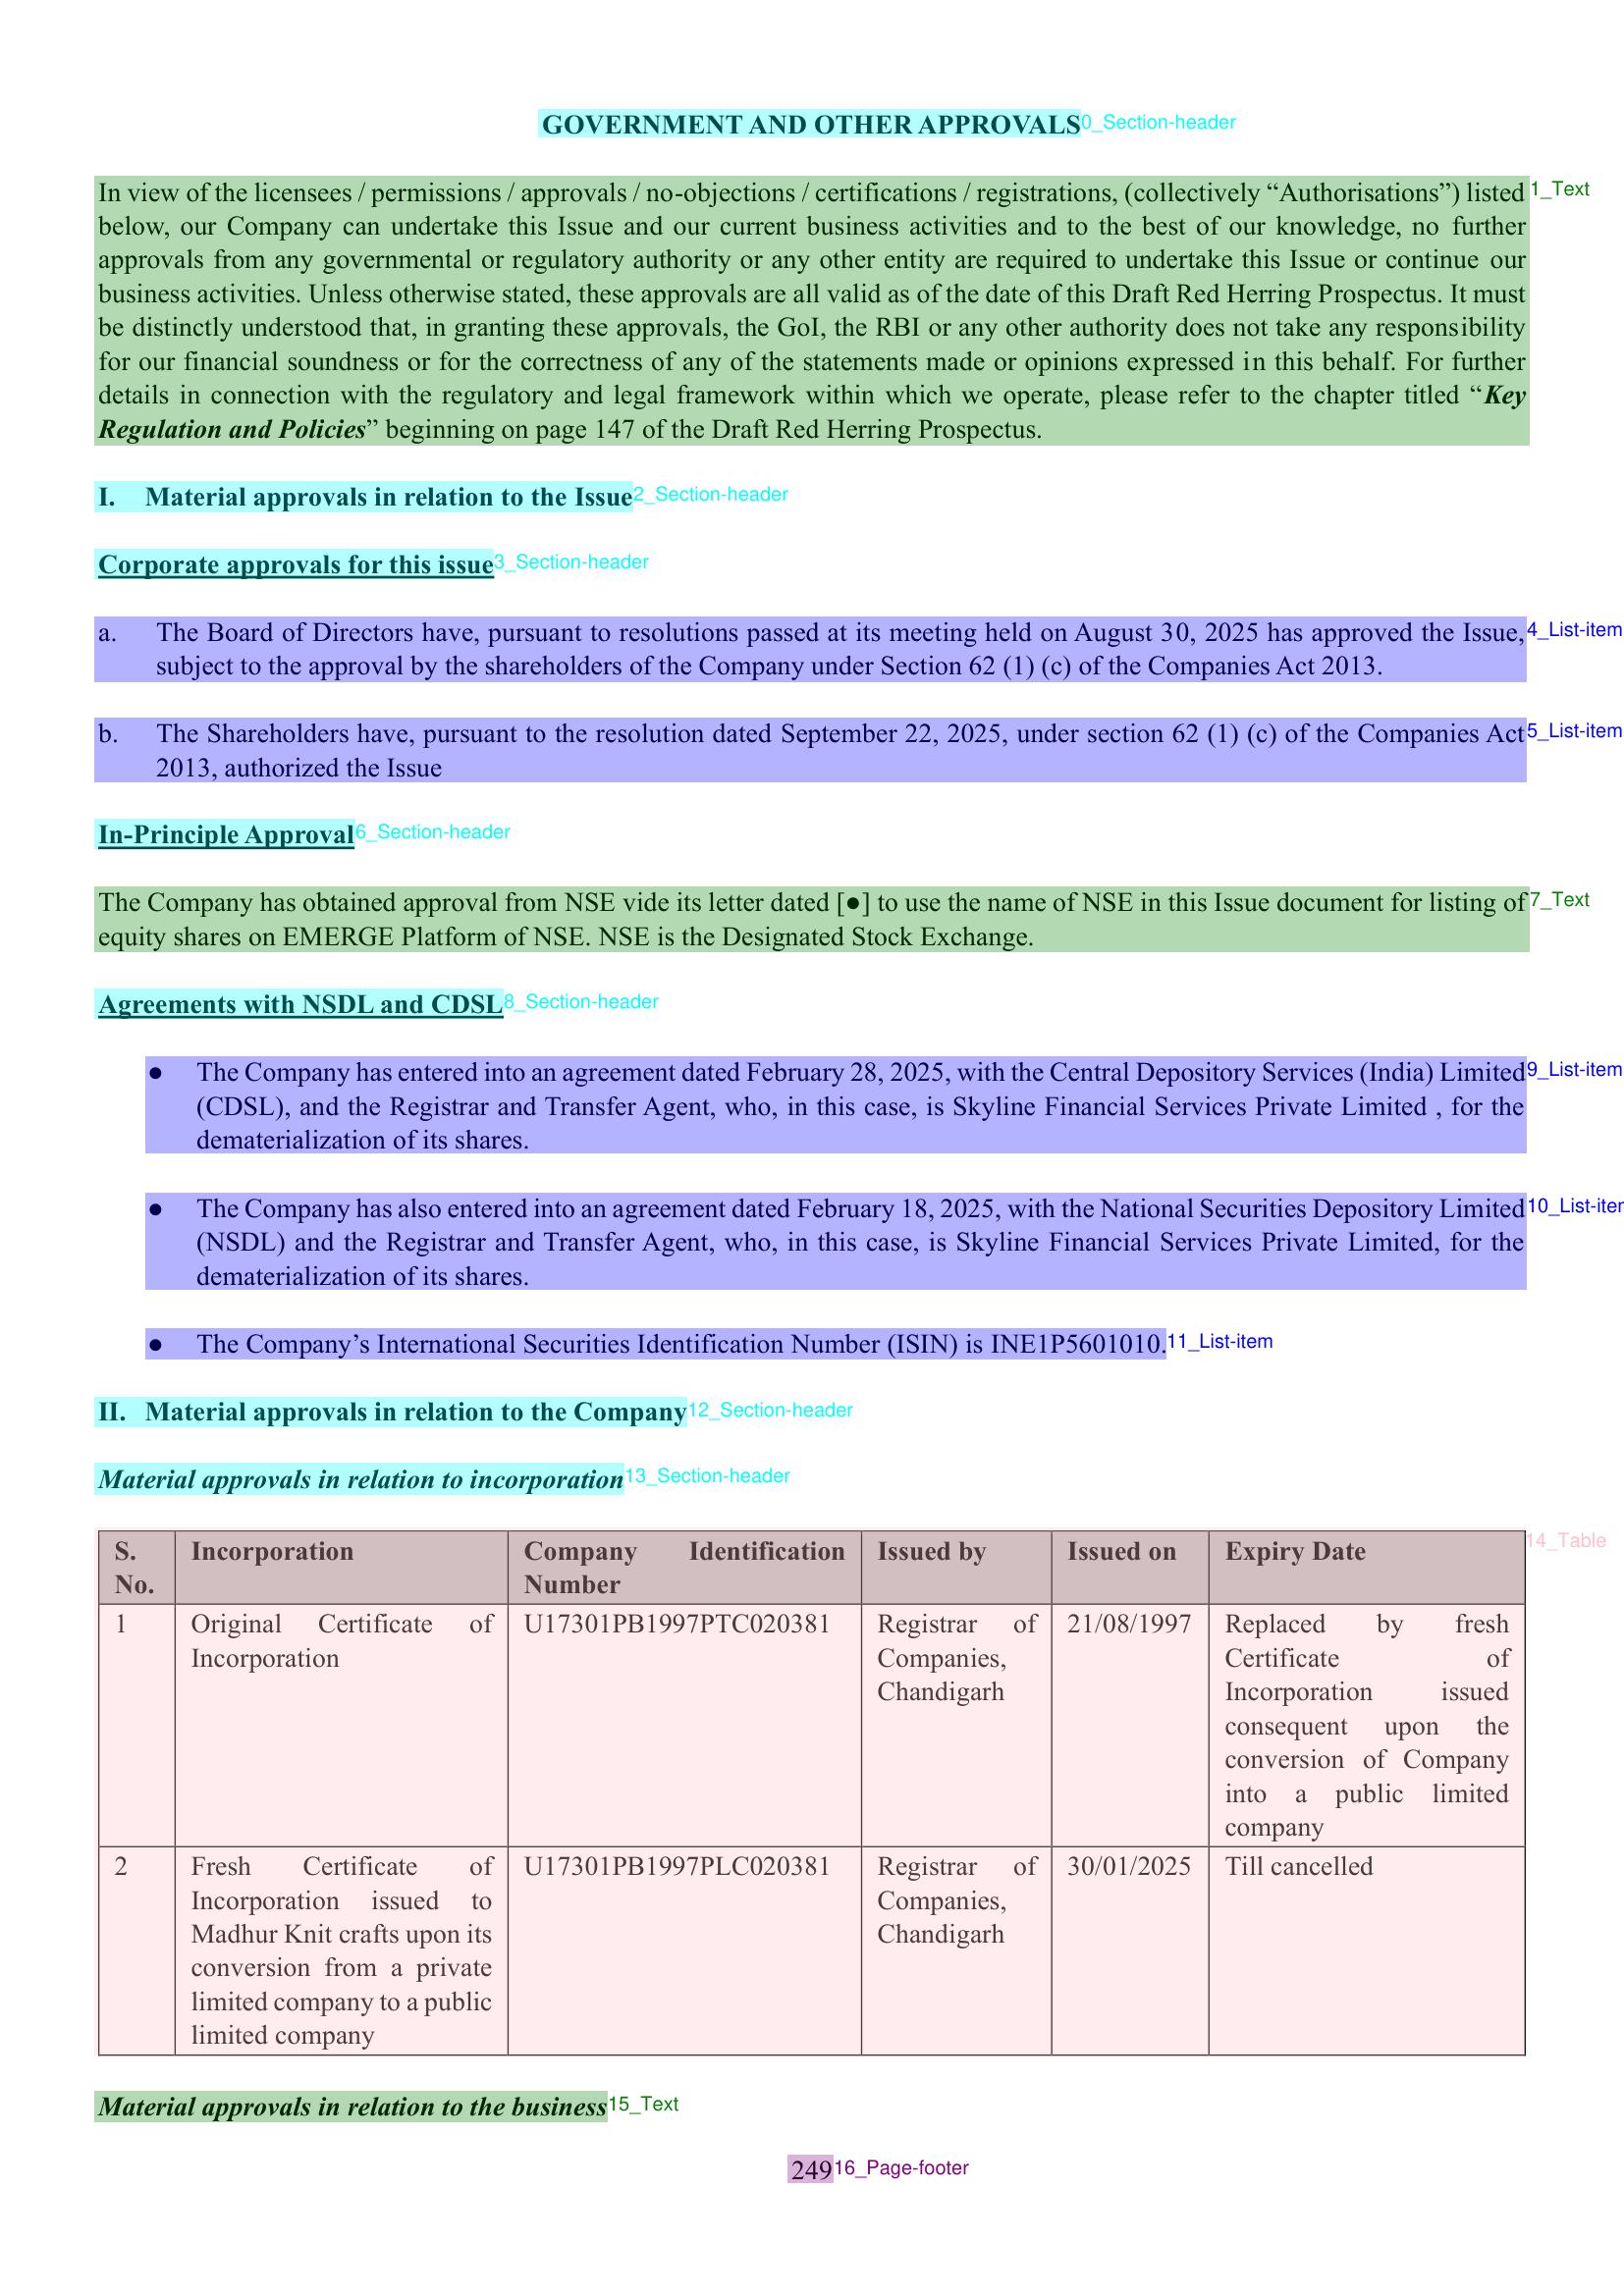 GOVERNMENT AND OTHER APPROVALS0_Section-header
In view of the licensees / permissions / approvals / no-objections / certifications / registrations, (collectively “Authorisations”) listed 1_Text
below, our Company can undertake this Issue and our current business activities and to the best of our knowledge, no further
approvals from any governmental or regulatory authority or any other entity are required to undertake this Issue or continue our
business activities. Unless otherwise stated, these approvals are all valid as of the date of this Draft Red Herring Prospectus. It must
be distinctly understood that, in granting these approvals, the GoI, the RBI or any other authority does not take any responsibility
for our financial soundness or for the correctness of any of the statements made or opinions expressed in this behalf. For further
details in connection with the regulatory and legal framework within which we operate, please refer to the chapter titled “Key
Regulation and Policies” beginning on page 147 of the Draft Red Herring Prospectus.
I. Material approvals in relation to the Issue2_Section-header
Corporate approvals for this issue3_Section-header
a. The Board of Directors have, pursuant to resolutions passed at its meeting held on August 30, 2025 has approved the Issue,4_List-item
subject to the approval by the shareholders of the Company under Section 62 (1) (c) of the Companies Act 2013.
b. The Shareholders have, pursuant to the resolution dated September 22, 2025, under section 62 (1) (c) of the Companies Act5_List-item
2013, authorized the Issue
In-Principle Approval6_Section-header
The Company has obtained approval from NSE vide its letter dated [●] to use the name of NSE in this Issue document for listing of7_Text
equity shares on EMERGE Platform of NSE. NSE is the Designated Stock Exchange.
Agreements with NSDL and CDSL8_Section-header
● The Company has entered into an agreement dated February 28, 2025, with the Central Depository Services (India) Limited9_List-item
(CDSL), and the Registrar and Transfer Agent, who, in this case, is Skyline Financial Services Private Limited , for the
dematerialization of its shares.
● The Company has also entered into an agreement dated February 18, 2025, with the National Securities Depository Limited10_List-iter
(NSDL) and the Registrar and Transfer Agent, who, in this case, is Skyline Financial Services Private Limited, for the
dematerialization of its shares.
● The Company’s International Securities Identification Number (ISIN) is INE1P5601010.11_List-item
II. Material approvals in relation to the Company12_Section-header
Material approvals in relation to incorporation13_Section-header
14_Table
S. No. Incorporation Company Identification Number Issued by Issued on Expiry Date
1 Original Certificate of Incorporation U17301PB1997PTC020381 Registrar of Companies, Chandigarh 21/08/1997 Replaced by fresh Certificate of Incorporation issued consequent upon the conversion of Company into a public limited company
2 Fresh Certificate of Incorporation issued to Madhur Knit crafts upon its conversion from a private limited company to a public limited company U17301PB1997PLC020381 Registrar of Companies, Chandigarh 30/01/2025 Till cancelled
Material approvals in relation to the business15_Text
24916_Page-footer